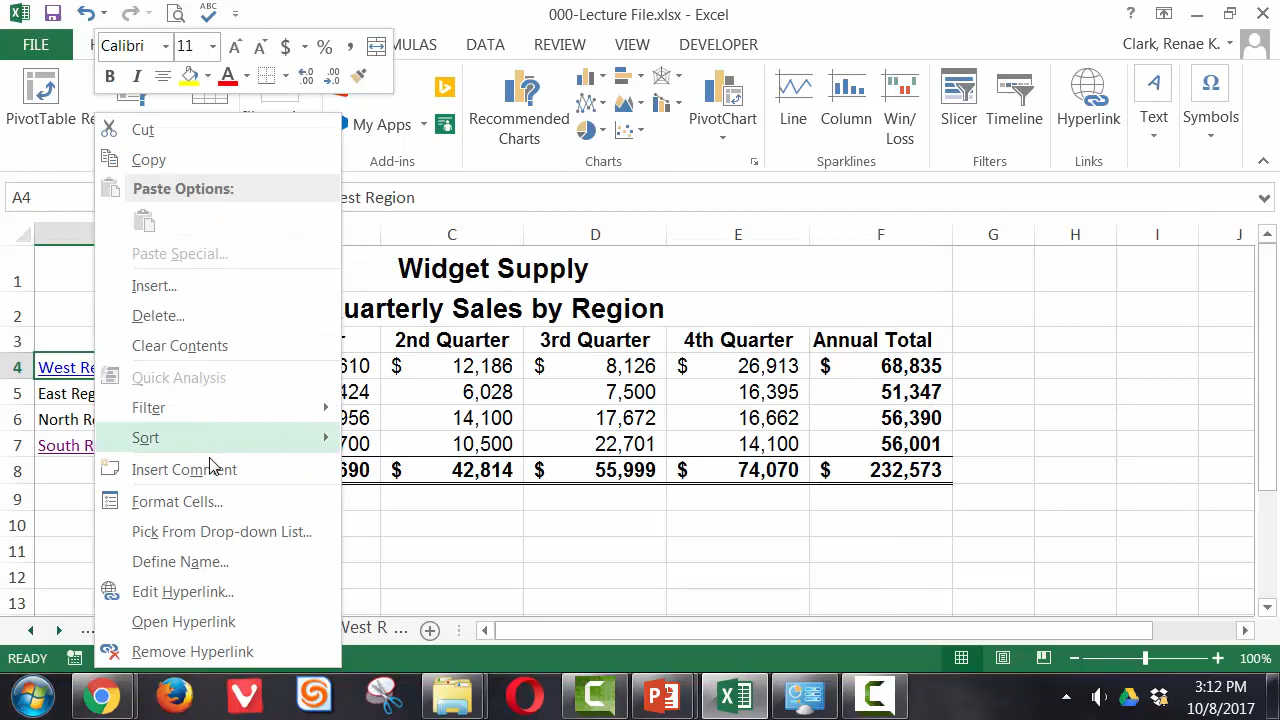 ABC
000-Lecture File.xlsx - Excel
?
FILE
MULAS
DATA
REVIEW
VIEW
DEVELOPER
Clark, Renae K.
Calibri
11
A
A
$
%
,
B
I
A
.00
.00
PivotTable
My Apps
Recommended
Charts
PivotChart
Line
Column
Win/
Loss
Slicer
Timeline
Hyperlink
Text
Symbols
Add-ins
Charts
Sparklines
Filters
Links
A4
est Region
Cut
Copy
Paste Options:
Paste Special...
Insert...
Delete...
Clear Contents
Quick Analysis
Filter
Sort
Insert Comment
Format Cells...
Pick From Drop-down List...
Define Name...
Edit Hyperlink...
Open Hyperlink
Remove Hyperlink
C D E F G H I J
1 Widget Supply
2 uarterly Sales by Region
3 r 2nd Quarter 3rd Quarter 4th Quarter Annual Total
4 West Re 610 $ 12,186 $ 8,126 $ 26,913 $ 68,835
5 East Reg 424 6,028 7,500 16,395 51,347
6 North Re 956 14,100 17,672 16,662 56,390
7 South R 700 10,500 22,701 14,100 56,001
8 690 $ 42,814 $ 55,999 $ 74,070 $ 232,573
9
10
11
12
13
...
West R ...
READY
100%
3:12 PM
10/8/2017